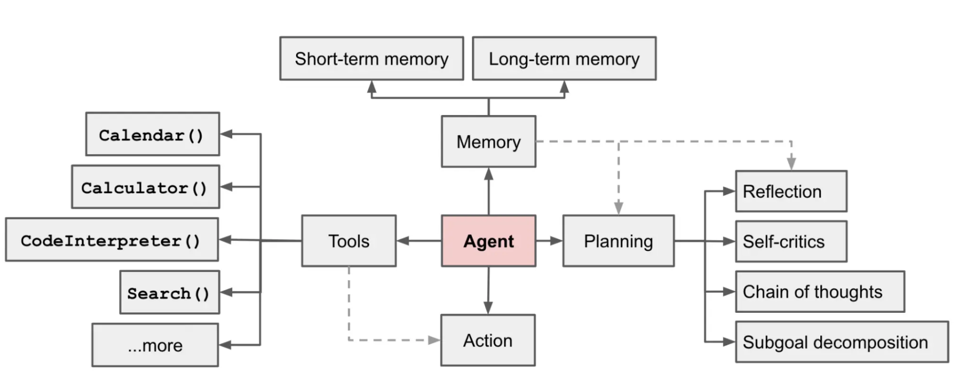 Short-term memory
Long-term memory
Calendar()
Memory
Calculator()
Reflection
CodeInterpreter()
Tools
Agent
Planning
Self-critics
Search()
Chain of thoughts
...more
Action
Subgoal decomposition